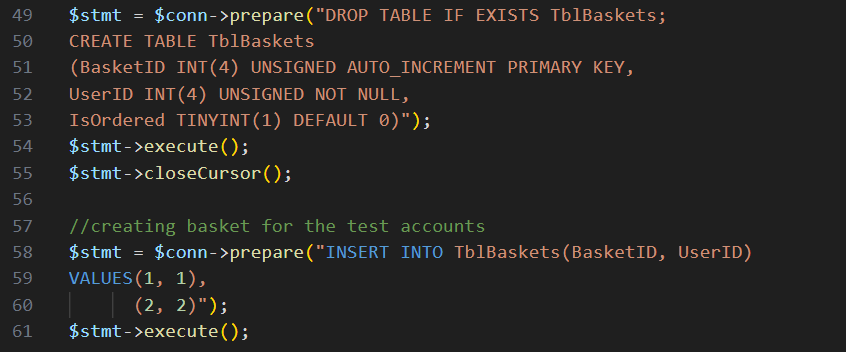 49 $stmt = $conn->prepare("DROP TABLE IF EXISTS TblBaskets;
50 CREATE TABLE TblBaskets
51 (BasketID INT(4) UNSIGNED AUTO_INCREMENT PRIMARY KEY,
52 UserID INT(4) UNSIGNED NOT NULL,
53 IsOrdered TINYINT(1) DEFAULT 0)");
54 $stmt->execute();
55 $stmt->closeCursor();
56
57 //creating basket for the test accounts
58 $stmt = $conn->prepare("INSERT INTO TblBaskets(BasketID, UserID)
59 VALUES(1, 1),
60       (2, 2)");
61 $stmt->execute();